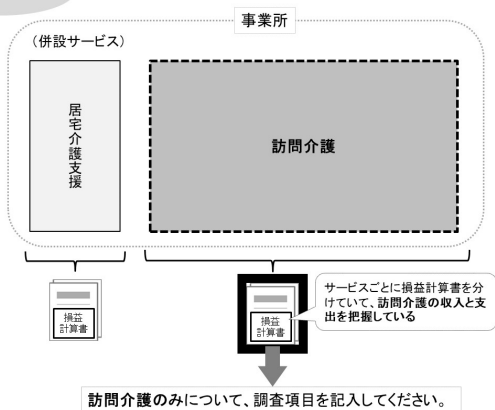 事業所
（併設サービス）
居宅介護支援
訪問介護
損益
計算書
損益
計算書
サービスごとに損益計算書を分
けていて、訪問介護の収入と支
出を把握している
訪問介護のみについて、調査項目を記入してください。